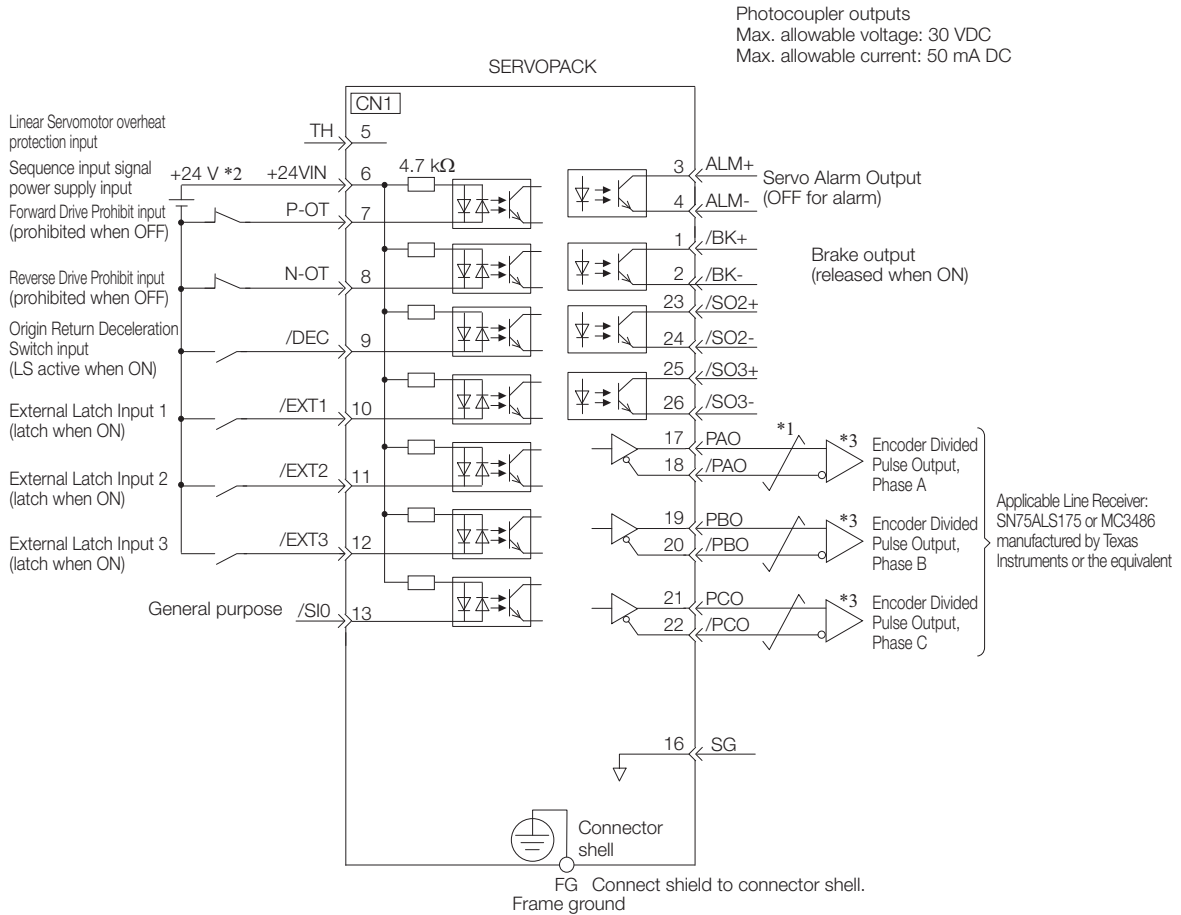 Photocoupler outputs
Max. allowable voltage: 30 VDC
Max. allowable current: 50 mA DC
SERVOPACK
CN1
Linear Servomotor overheat
protection input
TH
5
Sequence input signal
power supply input
+24 V *2
+24VIN
6
4.7 kΩ
Forward Drive Prohibit input
(prohibited when OFF)
P-OT
7
Reverse Drive Prohibit input
(prohibited when OFF)
N-OT
8
Origin Return Deceleration
Switch input
(LS active when ON)
/DEC
9
External Latch Input 1
(latch when ON)
/EXT1
10
External Latch Input 2
(latch when ON)
/EXT2
11
External Latch Input 3
(latch when ON)
/EXT3
12
General purpose
/SI0
13
3
ALM+
4
ALM-
Servo Alarm Output
(OFF for alarm)
1
/BK+
2
/BK-
Brake output
(released when ON)
23
/SO2+
24
/SO2-
25
/SO3+
26
/SO3-
17
PAO
18
/PAO
*1
*3
Encoder Divided
Pulse Output,
Phase A
19
PBO
20
/PBO
*3
Encoder Divided
Pulse Output,
Phase B
21
PCO
22
/PCO
*3
Encoder Divided
Pulse Output,
Phase C
Applicable Line Receiver:
SN75ALS175 or MC3486
manufactured by Texas
Instruments or the equivalent
16
SG
Connector
shell
FG
Connect shield to connector shell.
Frame ground